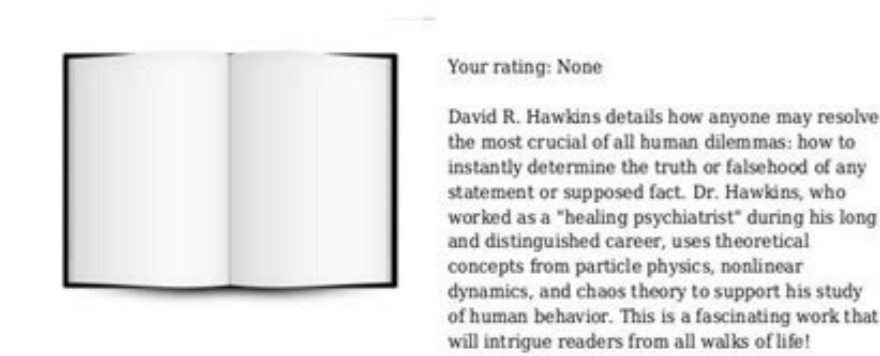 Your rating: None
David R. Hawkins details how anyone may resolve
the most crucial of all human dilemmas: how to
instantly determine the truth or falsehood of any
statement or supposed fact. Dr. Hawkins, who
worked as a "healing psychiatrist" during his long
and distinguished career, uses theoretical
concepts from particle physics, nonlinear
dynamics, and chaos theory to support his study
of human behavior. This is a fascinating work that
will intrigue readers from all walks of life!